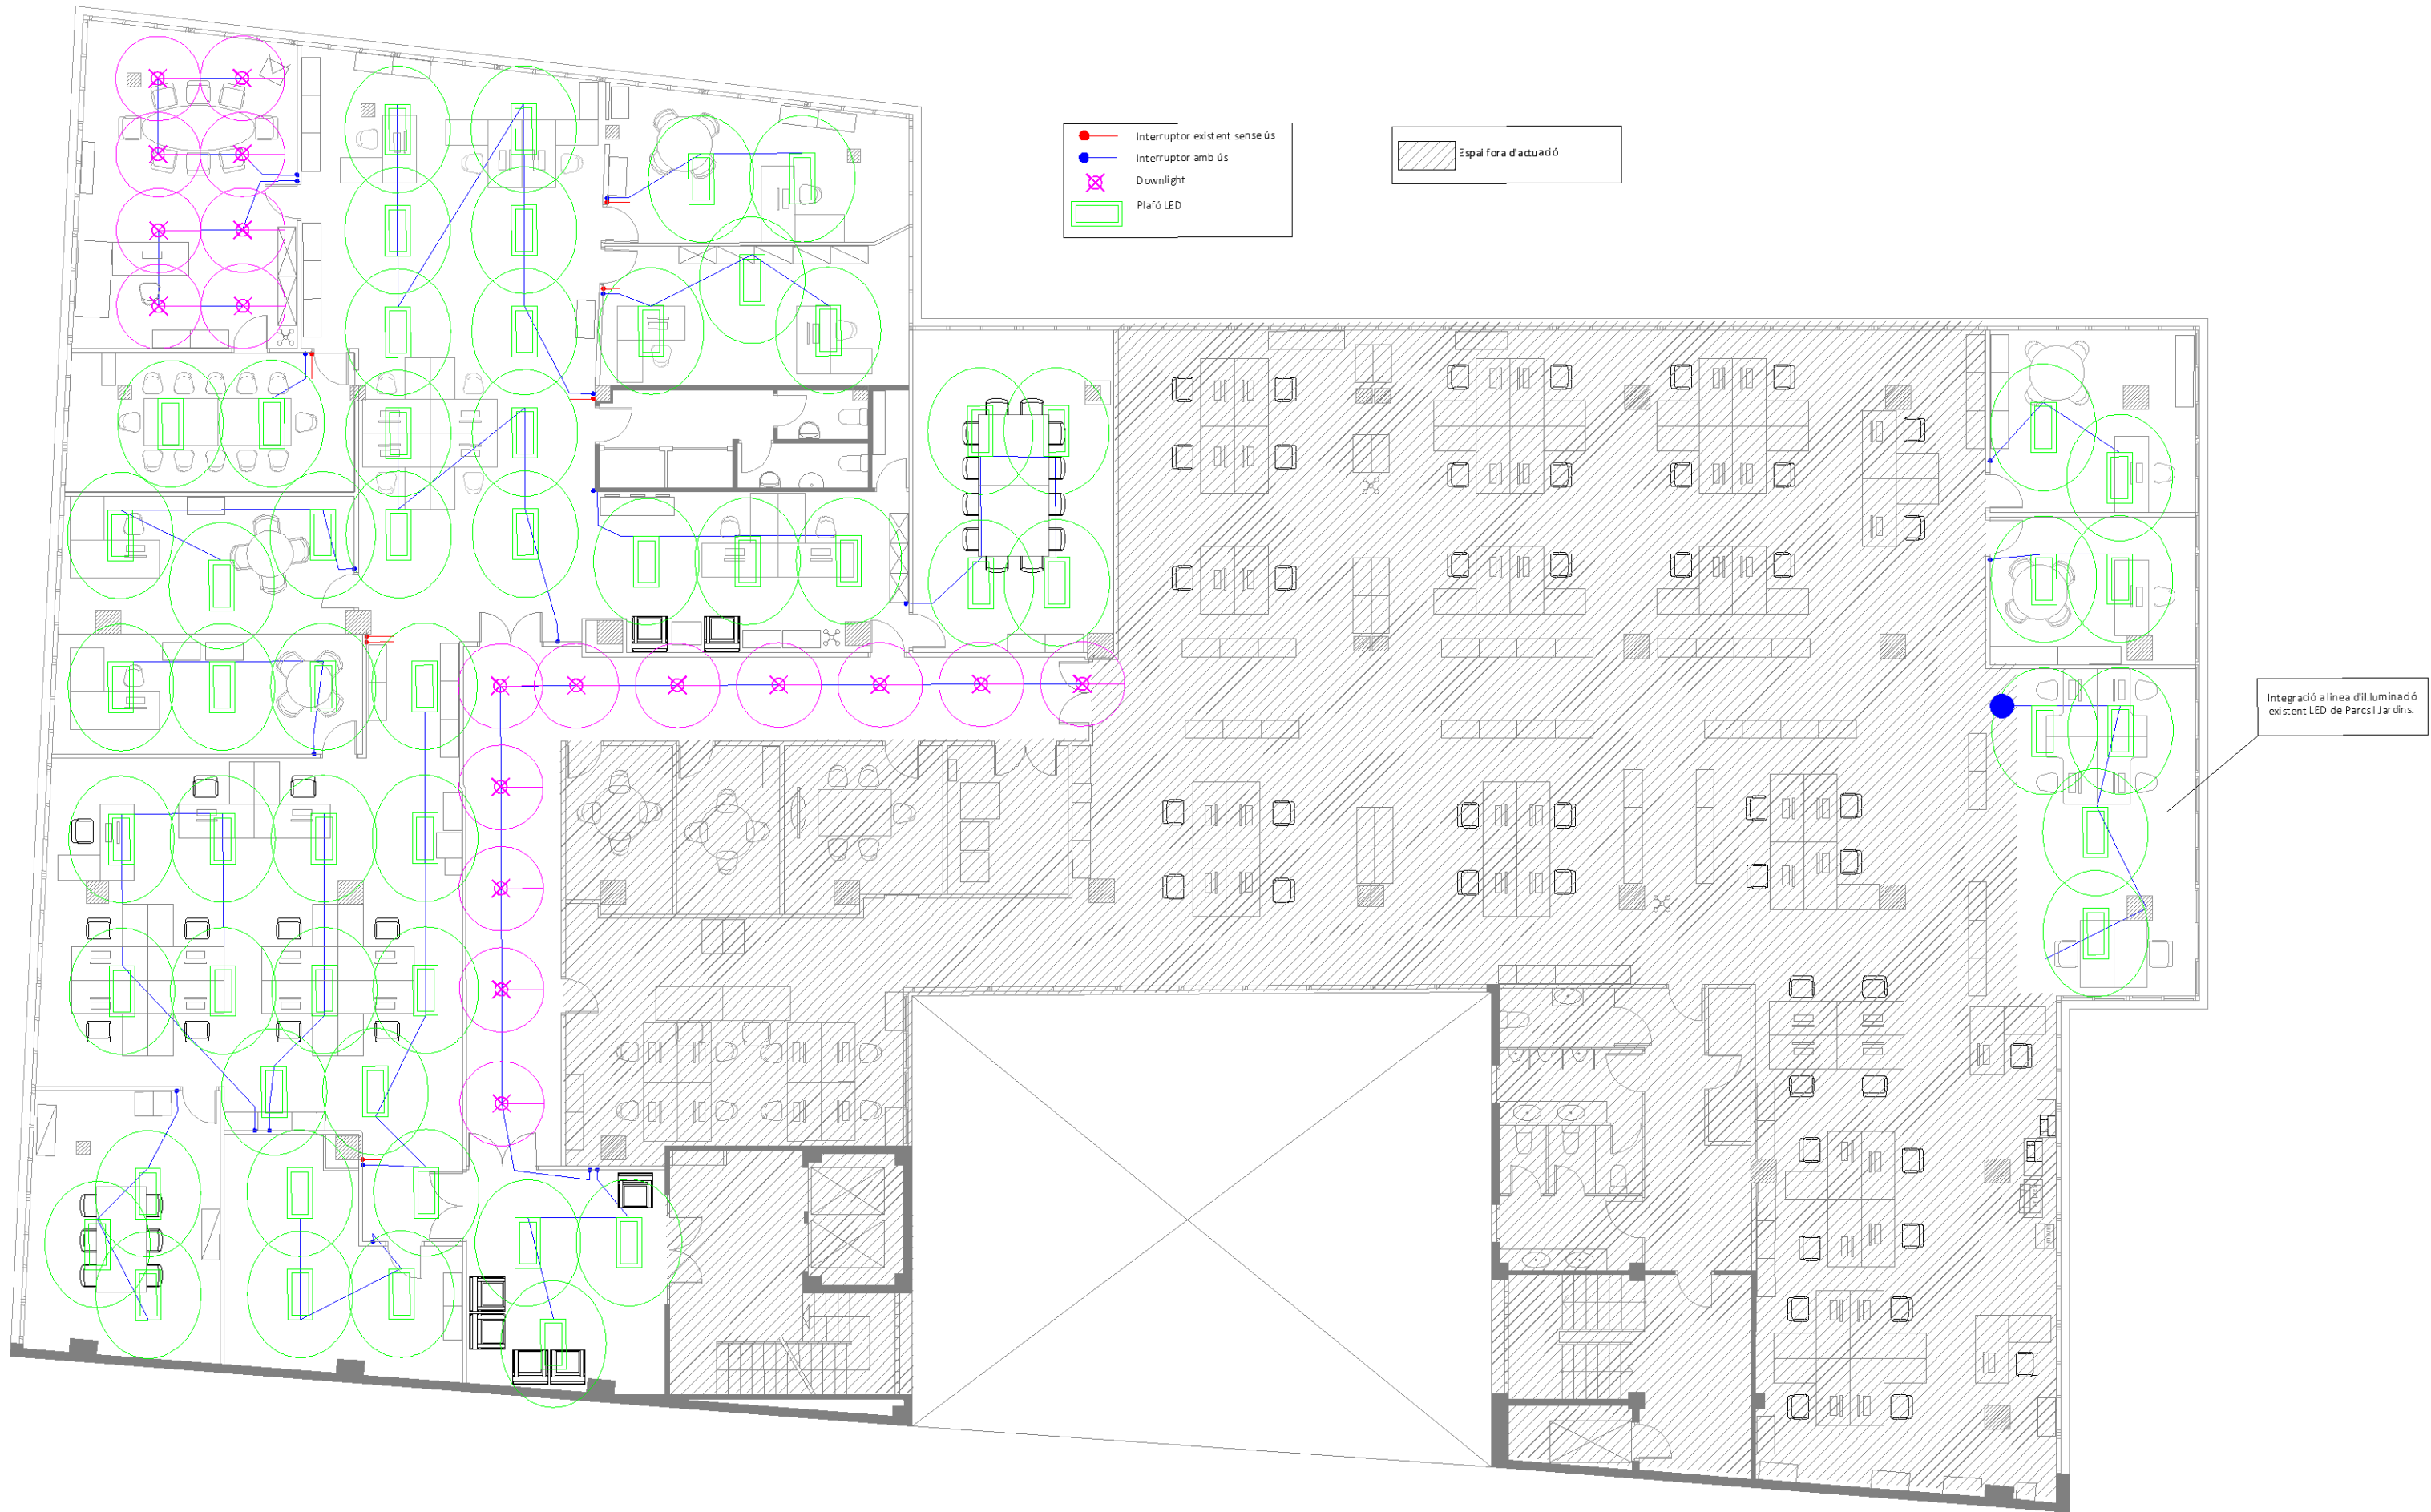 Interruptor existent sense ús
Interruptor amb ús
Downlight
Plafó LED
Espai fora d'actuació
Integració a linea d'il.luminació
existent LED de Parcs i Jardins.